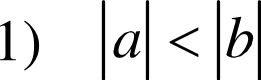 1) |a| < |b|